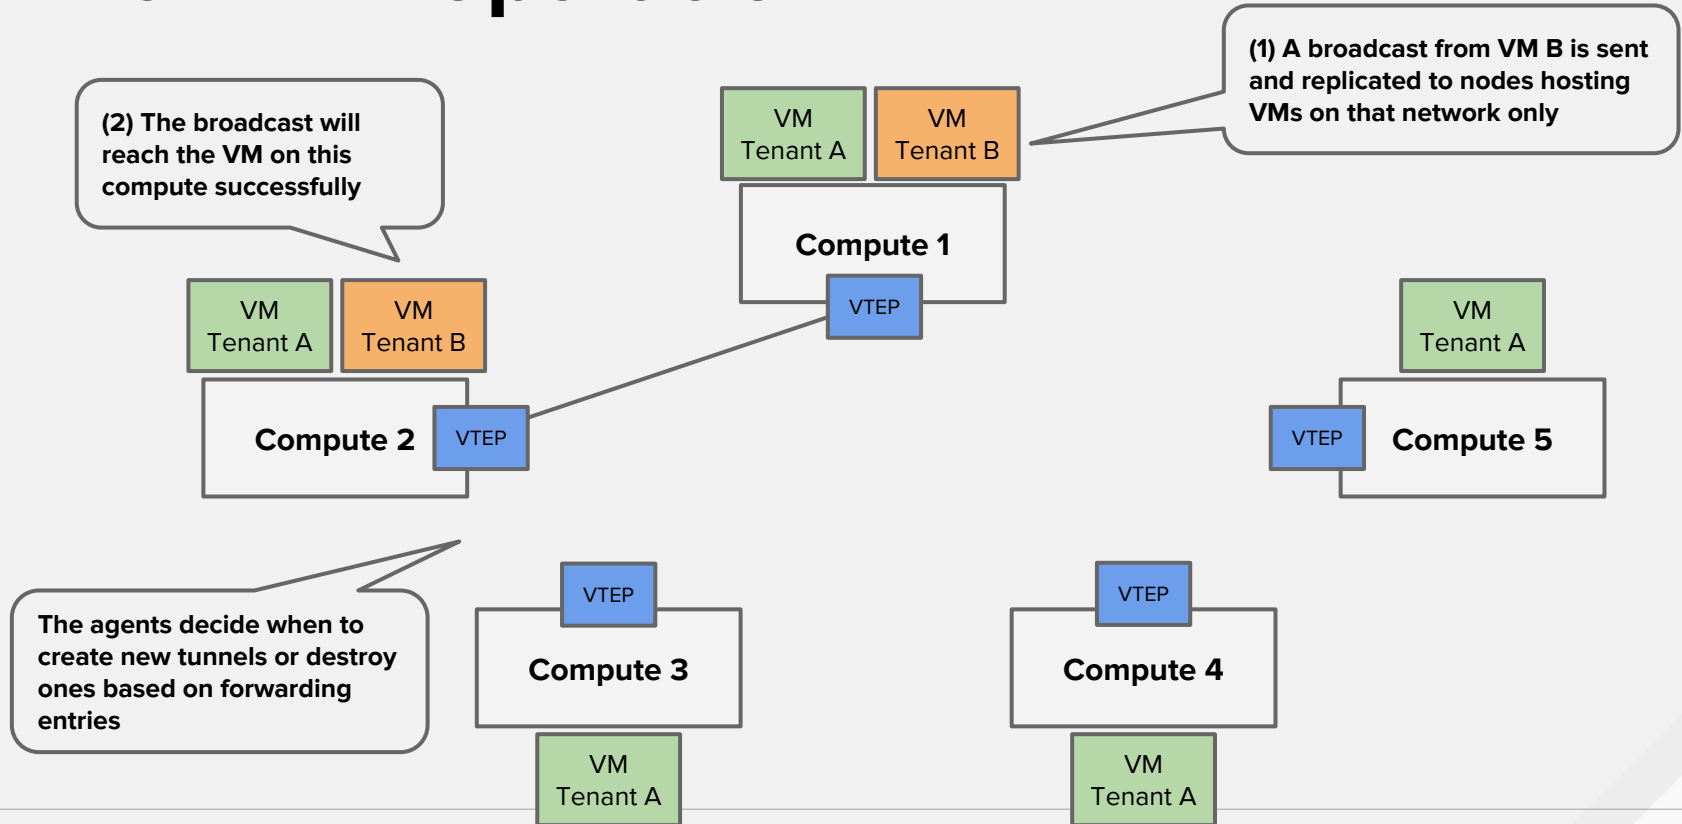 (1) A broadcast from VM B is sent
and replicated to nodes hosting
VMs on that network only
(2) The broadcast will
reach the VM on this
compute successfully
VM
Tenant A
VM
Tenant B
Compute 1
VTEP
VM
Tenant A
VM
Tenant B
Compute 2
VTEP
VM
Tenant A
VTEP
Compute 5
The agents decide when to
create new tunnels or destroy
ones based on forwarding
entries
VTEP
Compute 3
VM
Tenant A
VTEP
Compute 4
VM
Tenant A